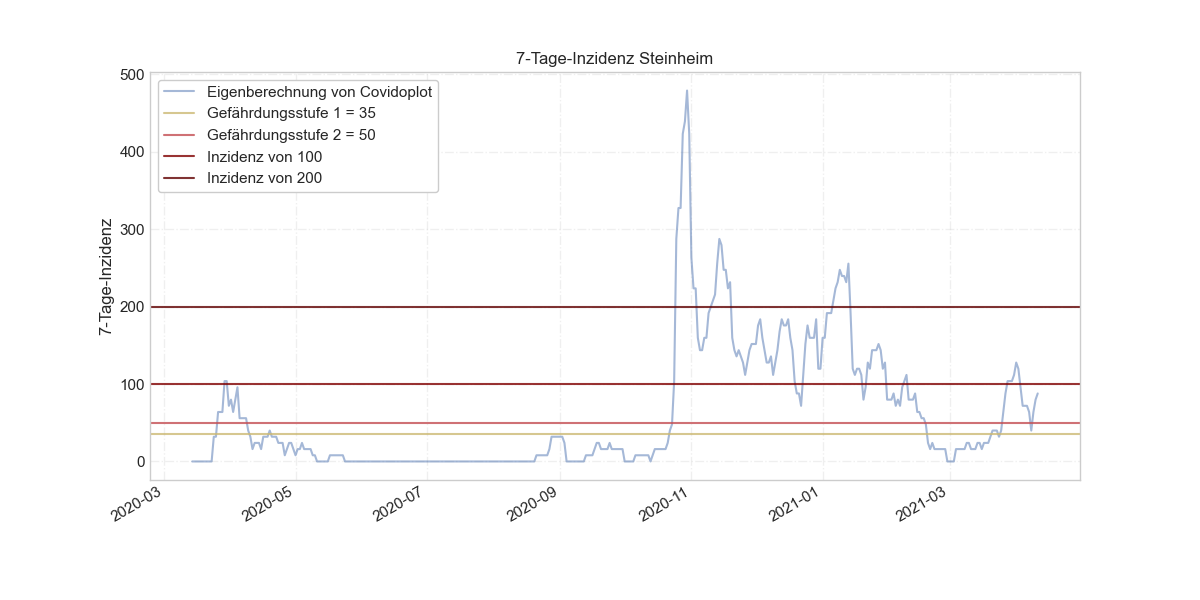 7-Tage-Inzidenz Steinheim
500
400
300
200
100
0
7-Tage-Inzidenz
Eigenberechnung von Covidoplot
Gefährdungsstufe 1 = 35
Gefährdungsstufe 2 = 50
Inzidenz von 100
Inzidenz von 200
2020-03
2020-05
2020-07
2020-09
2020-11
2021-01
2021-03